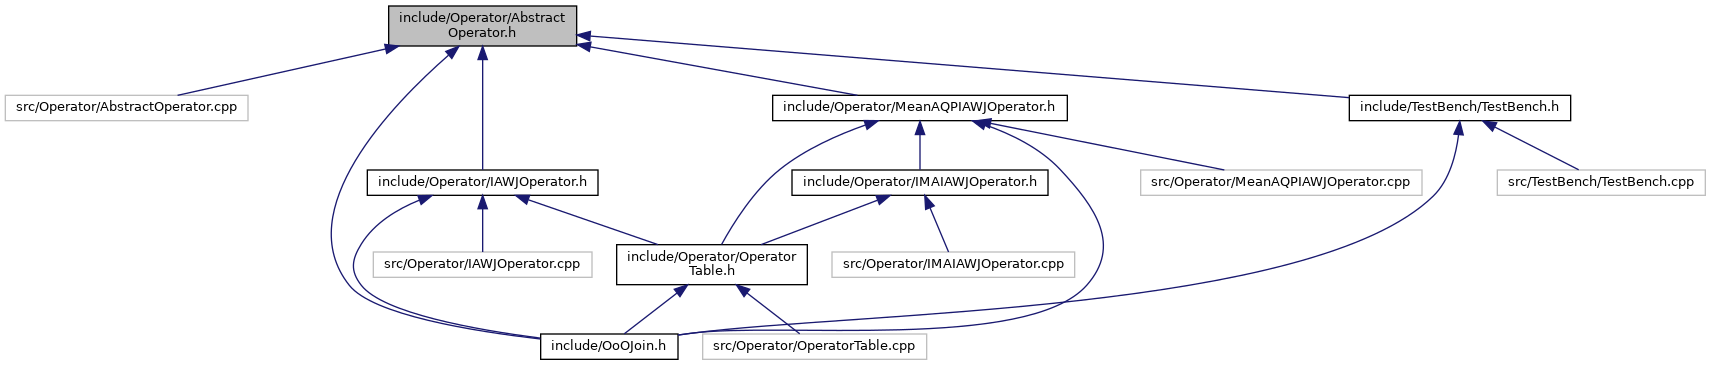 include/Operator/Abstract
Operator.h
src/Operator/AbstractOperator.cpp
include/Operator/MeanAQPIAWJOperator.h
include/TestBench/TestBench.h
include/Operator/IAWJOperator.h
include/Operator/IMAIAWJOperator.h
src/Operator/MeanAQPIAWJOperator.cpp
src/TestBench/TestBench.cpp
src/Operator/IAWJOperator.cpp
include/Operator/Operator
Table.h
src/Operator/IMAIAWJOperator.cpp
include/OoOJoin.h
src/Operator/OperatorTable.cpp